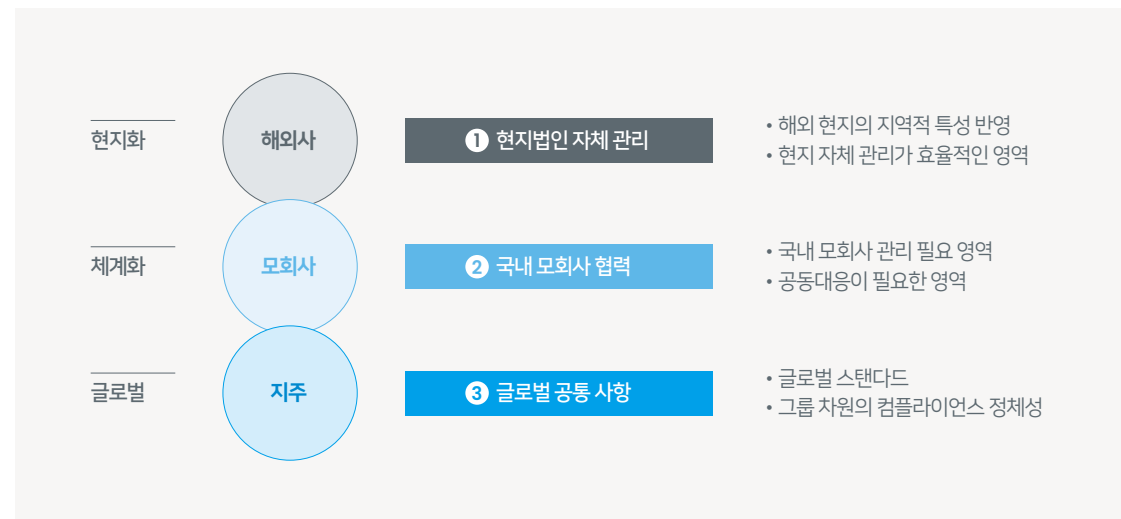 현지화
해외사
❶ 현지법인 자체 관리
• 해외 현지의 지역적 특성 반영
• 현지 자체 관리가 효율적인 영역
체계화
모회사
❷ 국내 모회사 협력
• 국내 모회사 관리 필요 영역
• 공동대응이 필요한 영역
글로벌
지주
❸ 글로벌 공통 사항
• 글로벌 스탠다드
• 그룹 차원의 컴플라이언스 정체성